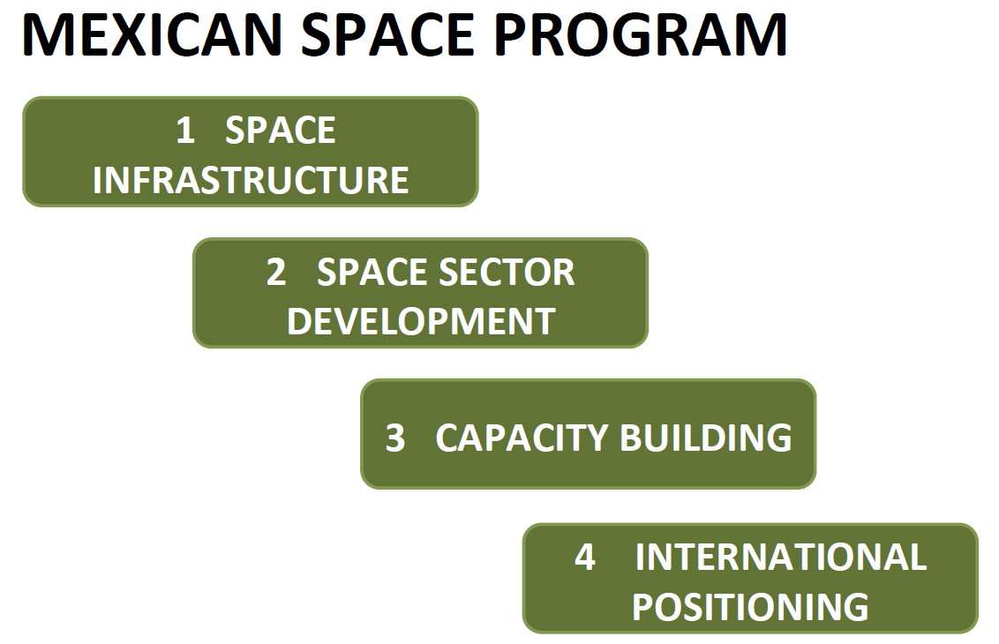 MEXICAN SPACE PROGRAM
1 SPACE
INFRASTRUCTURE
2 SPACE SECTOR
DEVELOPMENT
3 CAPACITY BUILDING
4 INTERNATIONAL
POSITIONING